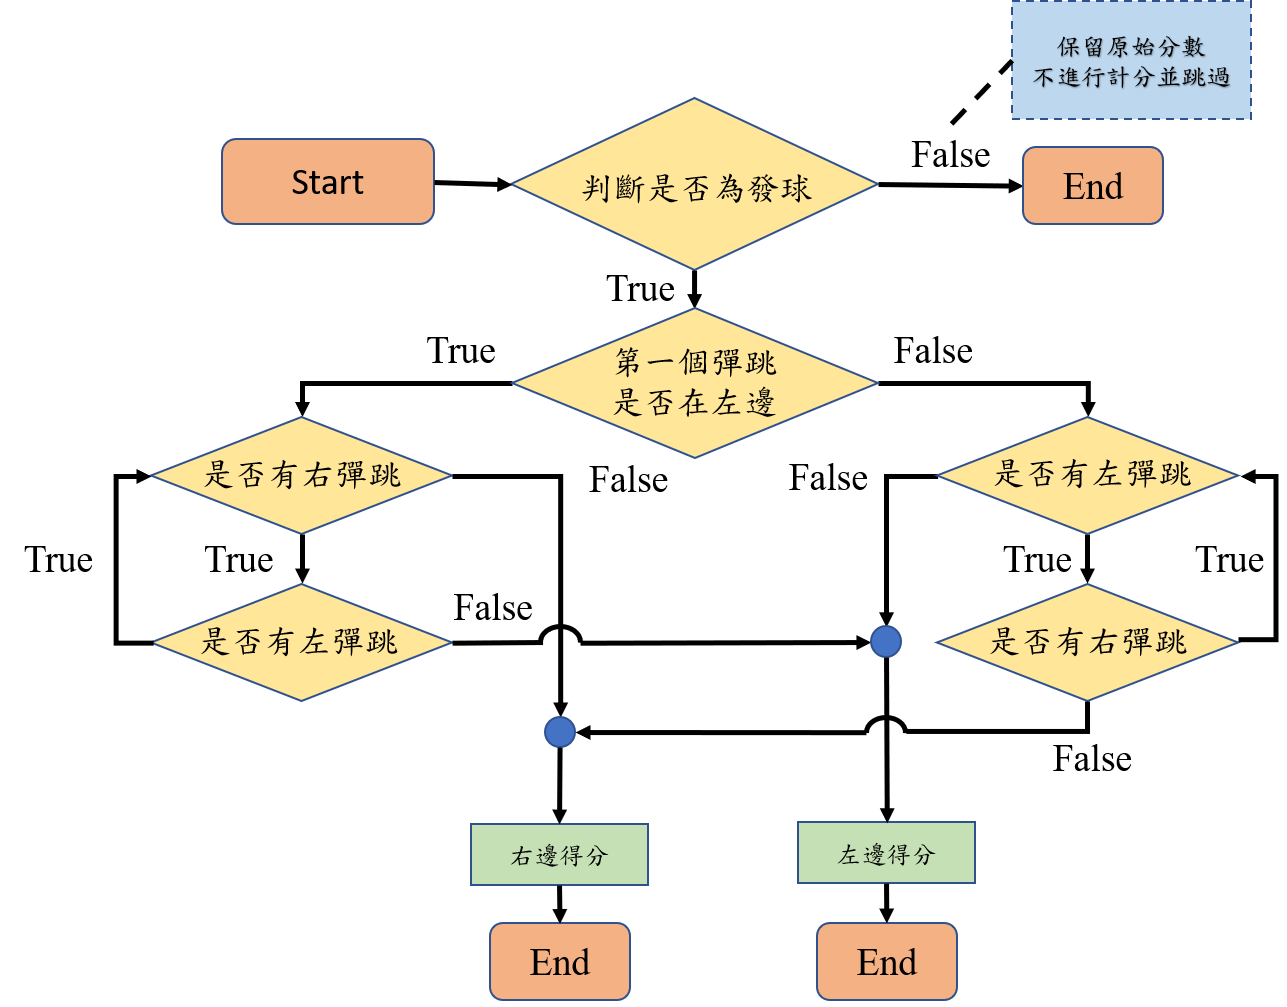 保留原始分數
不進行計分並跳過
Start
判斷是否為發球
False
End
True
第一個彈跳
是否在左邊
True
False
是否有右彈跳
False
False
是否有左彈跳
True
True
True
True
是否有左彈跳
False
是否有右彈跳
False
右邊得分
左邊得分
End
End